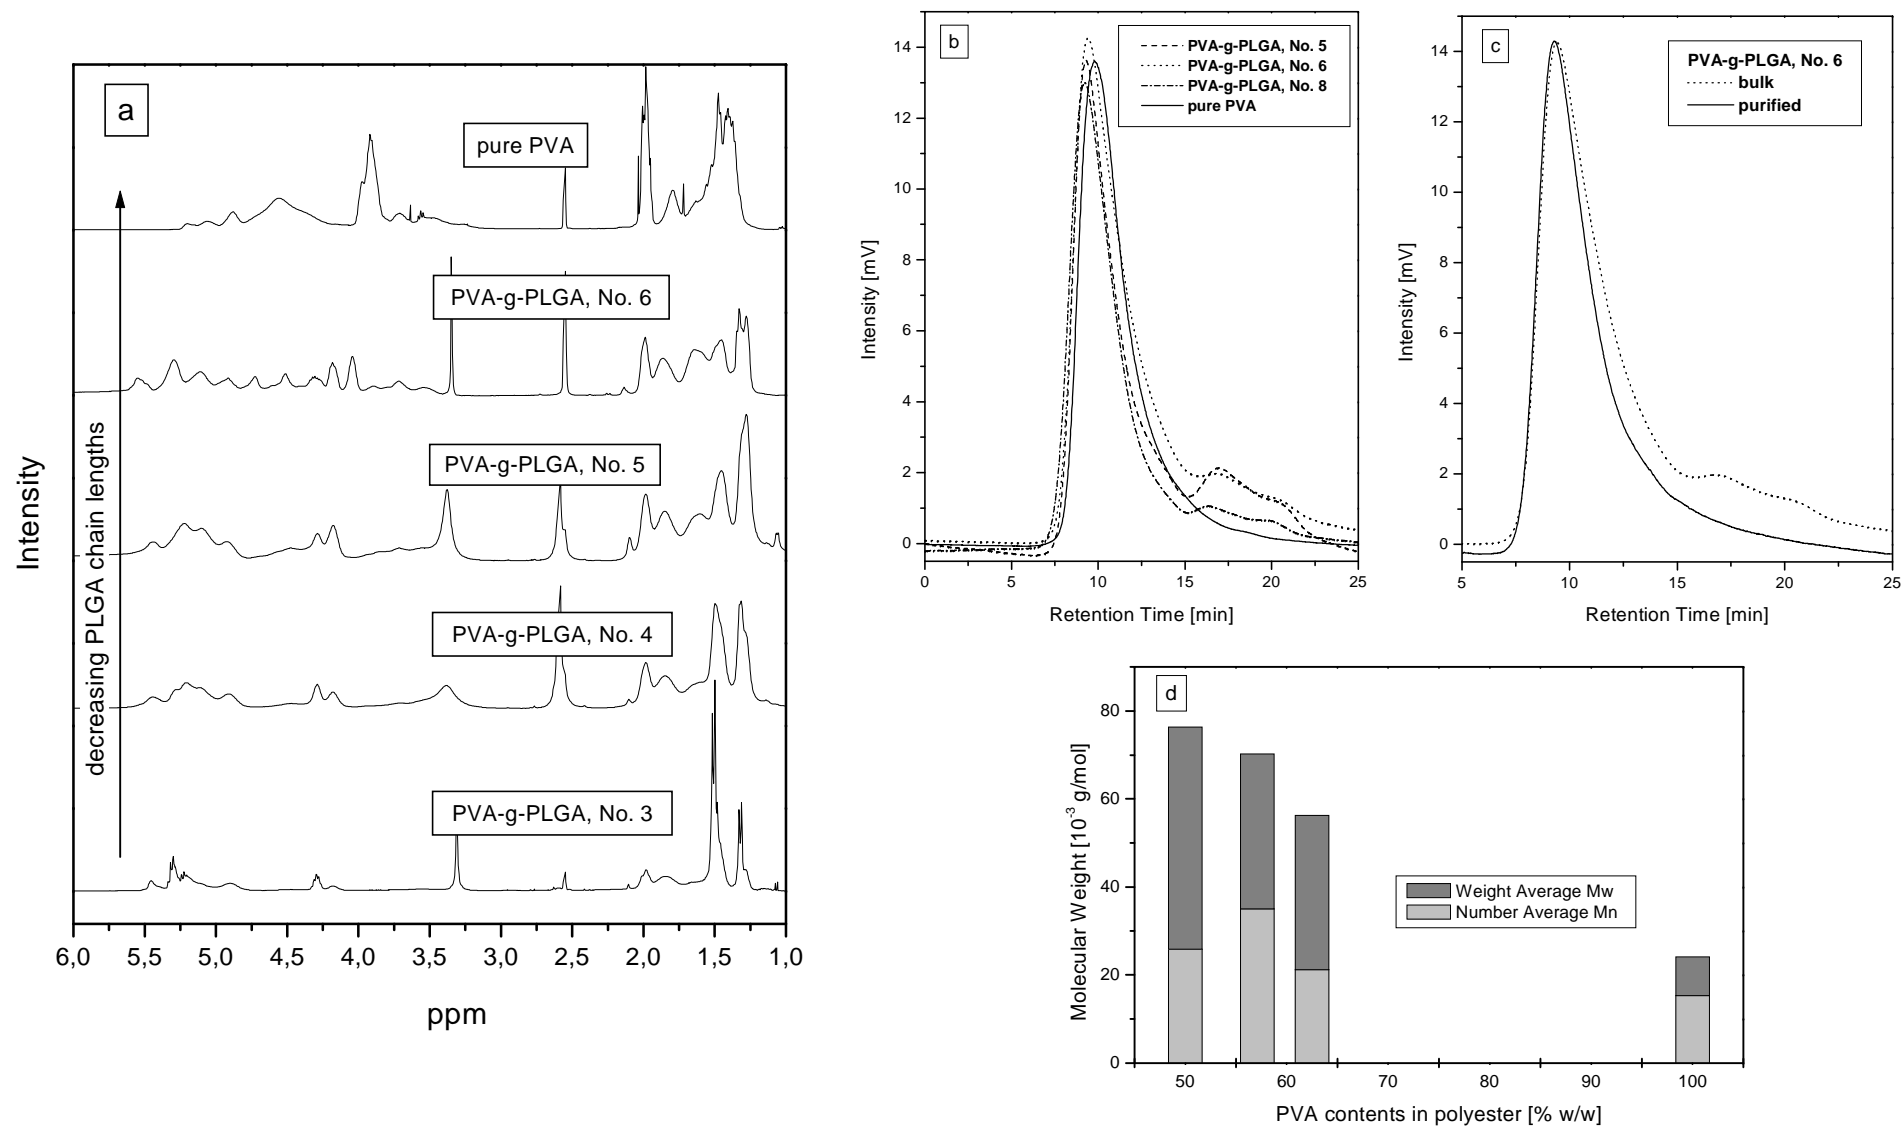 a
pure PVA
PVA-g-PLGA, No. 6
PVA-g-PLGA, No. 5
PVA-g-PLGA, No. 4
PVA-g-PLGA, No. 3
decreasing PLGA chain lengths
Intensity
6,0 5,5 5,0 4,5 4,0 3,5 3,0 2,5 2,0 1,5 1,0
ppm
b
PVA-g-PLGA, No. 5
PVA-g-PLGA, No. 6
PVA-g-PLGA, No. 8
pure PVA
14
12
10
8
6
4
2
0
Intensity [mV]
0 5 10 15 20 25
Retention Time [min]
c
PVA-g-PLGA, No. 6
bulk
purified
14
12
10
8
6
4
2
0
Intensity [mV]
5 10 15 20 25
Retention Time [min]
d
80
60
40
20
0
Molecular Weight [10-3 g/mol]
Weight Average Mw
Number Average Mn
50 60 70 80 90 100
PVA contents in polyester [% w/w]